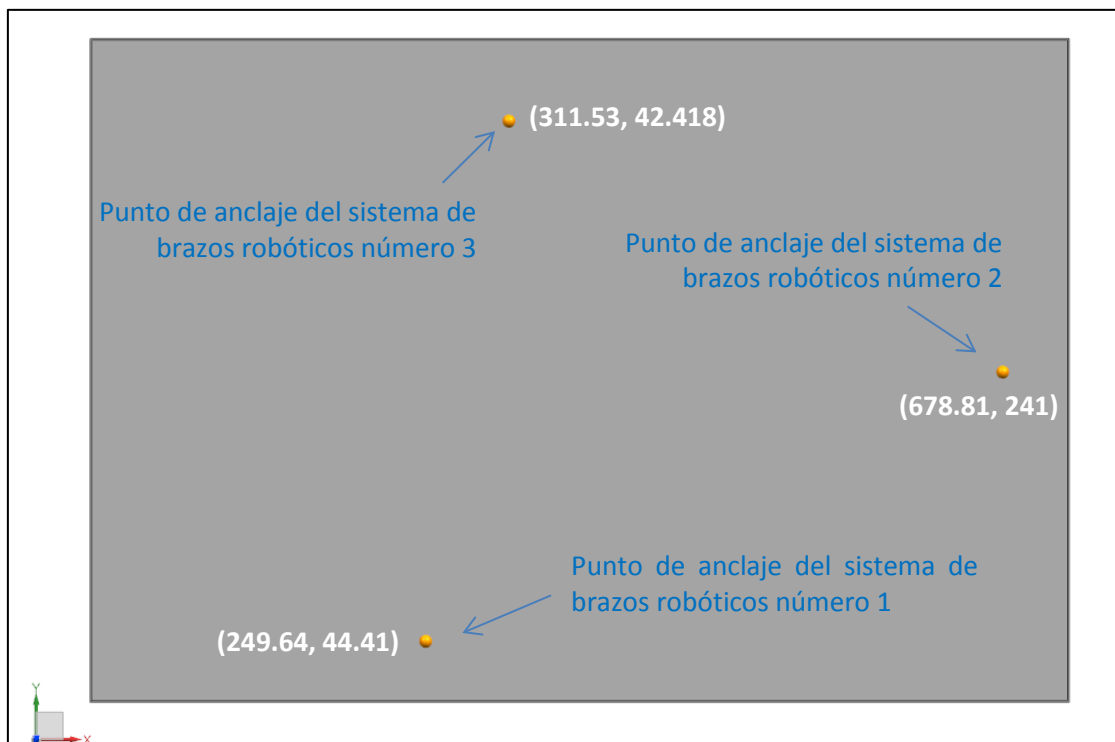 (311.53, 42.418)
Punto de anclaje del sistema de
brazos robóticos número 3
Punto de anclaje del sistema de
brazos robóticos número 2
(678.81, 241)
Punto de anclaje del sistema de
brazos robóticos número 1
(249.64, 44.41)
Y
X